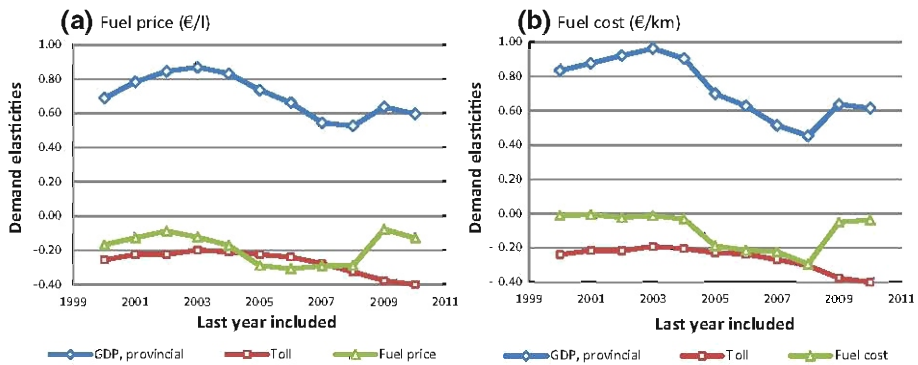 (a) Fuel price (€/l)
1.00
0.80
0.60
0.40
0.20
0.00
-0.20
-0.40
Demand elasticities
1999 2001 2003 2005 2007 2009 2011
Last year included
GDP, provincial Toll Fuel price
(b) Fuel cost (€/km)
1.00
0.80
0.60
0.40
0.20
0.00
-0.20
- 0.40
Demand elasticities
1999 2001 2003 2005 2007 2009 2011
Last year included
GDP, provincial Toll Fuel cost